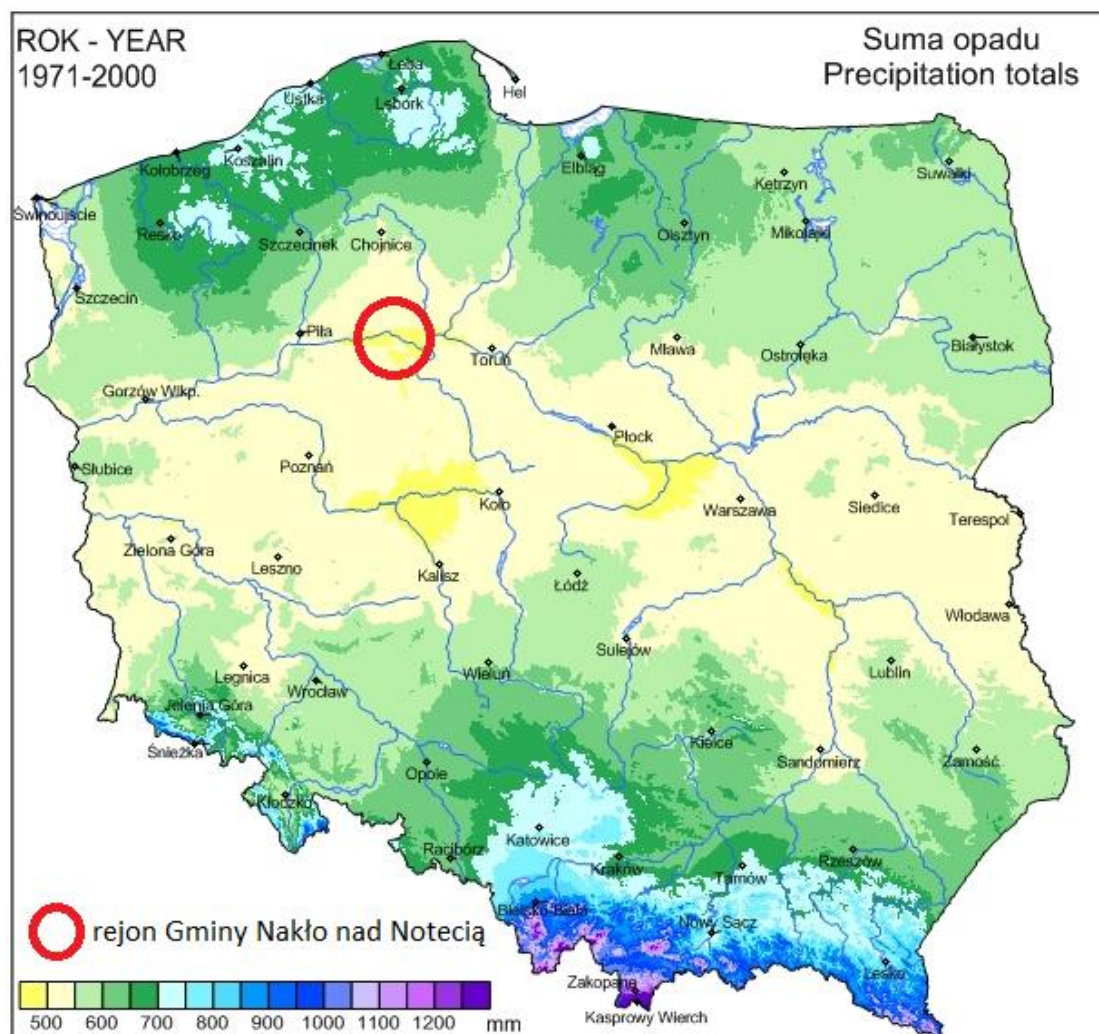 ROK - YEAR
1971-2000
Suma opadu
Precipitation totals
Łeba
Ustka
Lębork
Hel
Kołobrzeg
Koszalin
Elbląg
Kętrzyn
Suwałki
Świnoujście
Resko
Szczecinek
Chojnice
Olsztyn
Mikołajki
Szczecin
Piła
Toruń
Mława
Ostrołęka
Białystok
Gorzów Wlkp.
Płock
Słubice
Poznań
Koło
Warszawa
Siedlce
Terespol
Zielona Góra
Leszno
Kalisz
Łódź
Włodawa
Sulejów
Legnica
Wrocław
Wieluń
Lublin
Jelenia Góra
Śnieżka
Kielce
Opole
Sandomierz
Zamość
Kłodzko
Katowice
Racibórz
Kraków
Tarnów
Rzeszów
Bielsko-Biała
Nowy Sącz
rejon Gminy Nakło nad Notecią
Lesko
Zakopane
Kasprowy Wierch
500 600 700 800 900 1000 1100 1200 mm